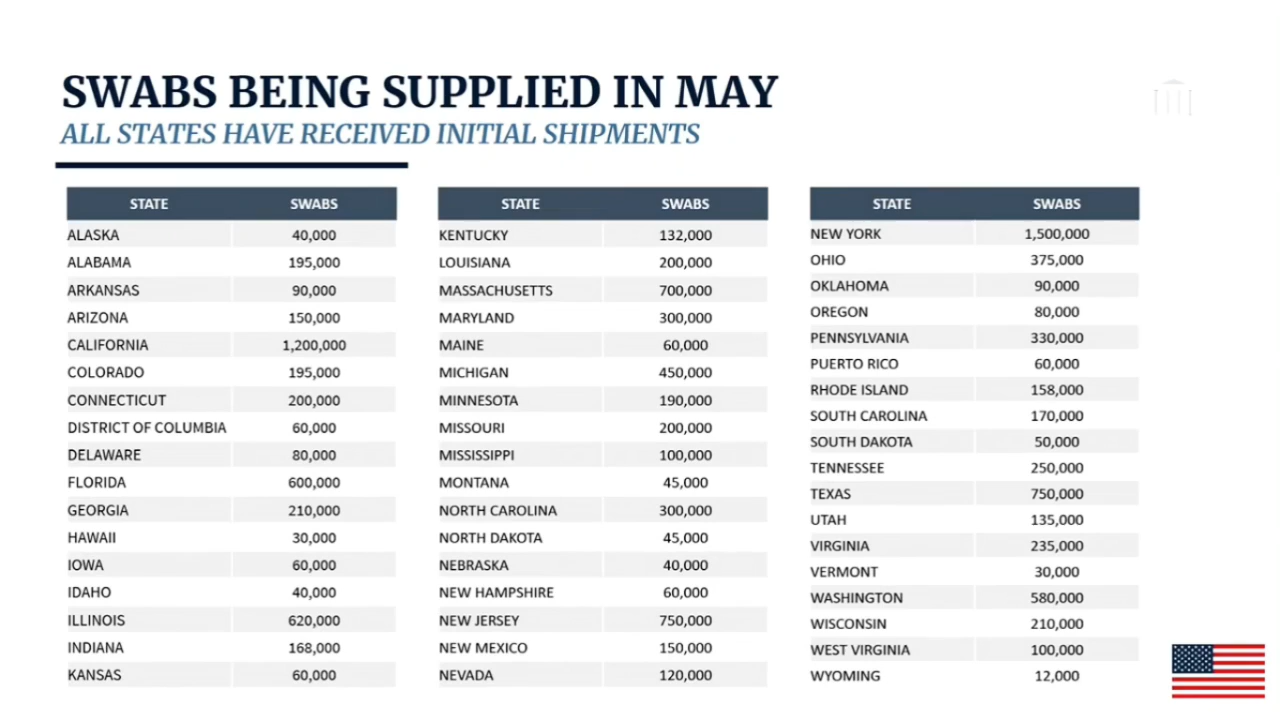 SWABS BEING SUPPLIED IN MAY
ALL STATES HAVE RECEIVED INITIAL SHIPMENTS
STATE SWABS
ALASKA 40,000
ALABAMA 195,000
ARKANSAS 90,000
ARIZONA 150,000
CALIFORNIA 1,200,000
COLORADO 195,000
CONNECTICUT 200,000
DISTRICT OF COLUMBIA 60,000
DELAWARE 80,000
FLORIDA 600,000
GEORGIA 210,000
HAWAII 30,000
IOWA 60,000
IDAHO 40,000
ILLINOIS 620,000
INDIANA 168,000
KANSAS 60,000
STATE SWABS
KENTUCKY 132,000
LOUISIANA 200,000
MASSACHUSETTS 700,000
MARYLAND 300,000
MAINE 60,000
MICHIGAN 450,000
MINNESOTA 190,000
MISSOURI 200,000
MISSISSIPPI 100,000
MONTANA 45,000
NORTH CAROLINA 300,000
NORTH DAKOTA 45,000
NEBRASKA 40,000
NEW HAMPSHIRE 60,000
NEW JERSEY 750,000
NEW MEXICO 150,000
NEVADA 120,000
STATE SWABS
NEW YORK 1,500,000
OHIO 375,000
OKLAHOMA 90,000
OREGON 80,000
PENNSYLVANIA 330,000
PUERTO RICO 60,000
RHODE ISLAND 158,000
SOUTH CAROLINA 170,000
SOUTH DAKOTA 50,000
TENNESSEE 250,000
TEXAS 750,000
UTAH 135,000
VIRGINIA 235,000
VERMONT 30,000
WASHINGTON 580,000
WISCONSIN 210,000
WEST VIRGINIA 100,000
WYOMING 12,000